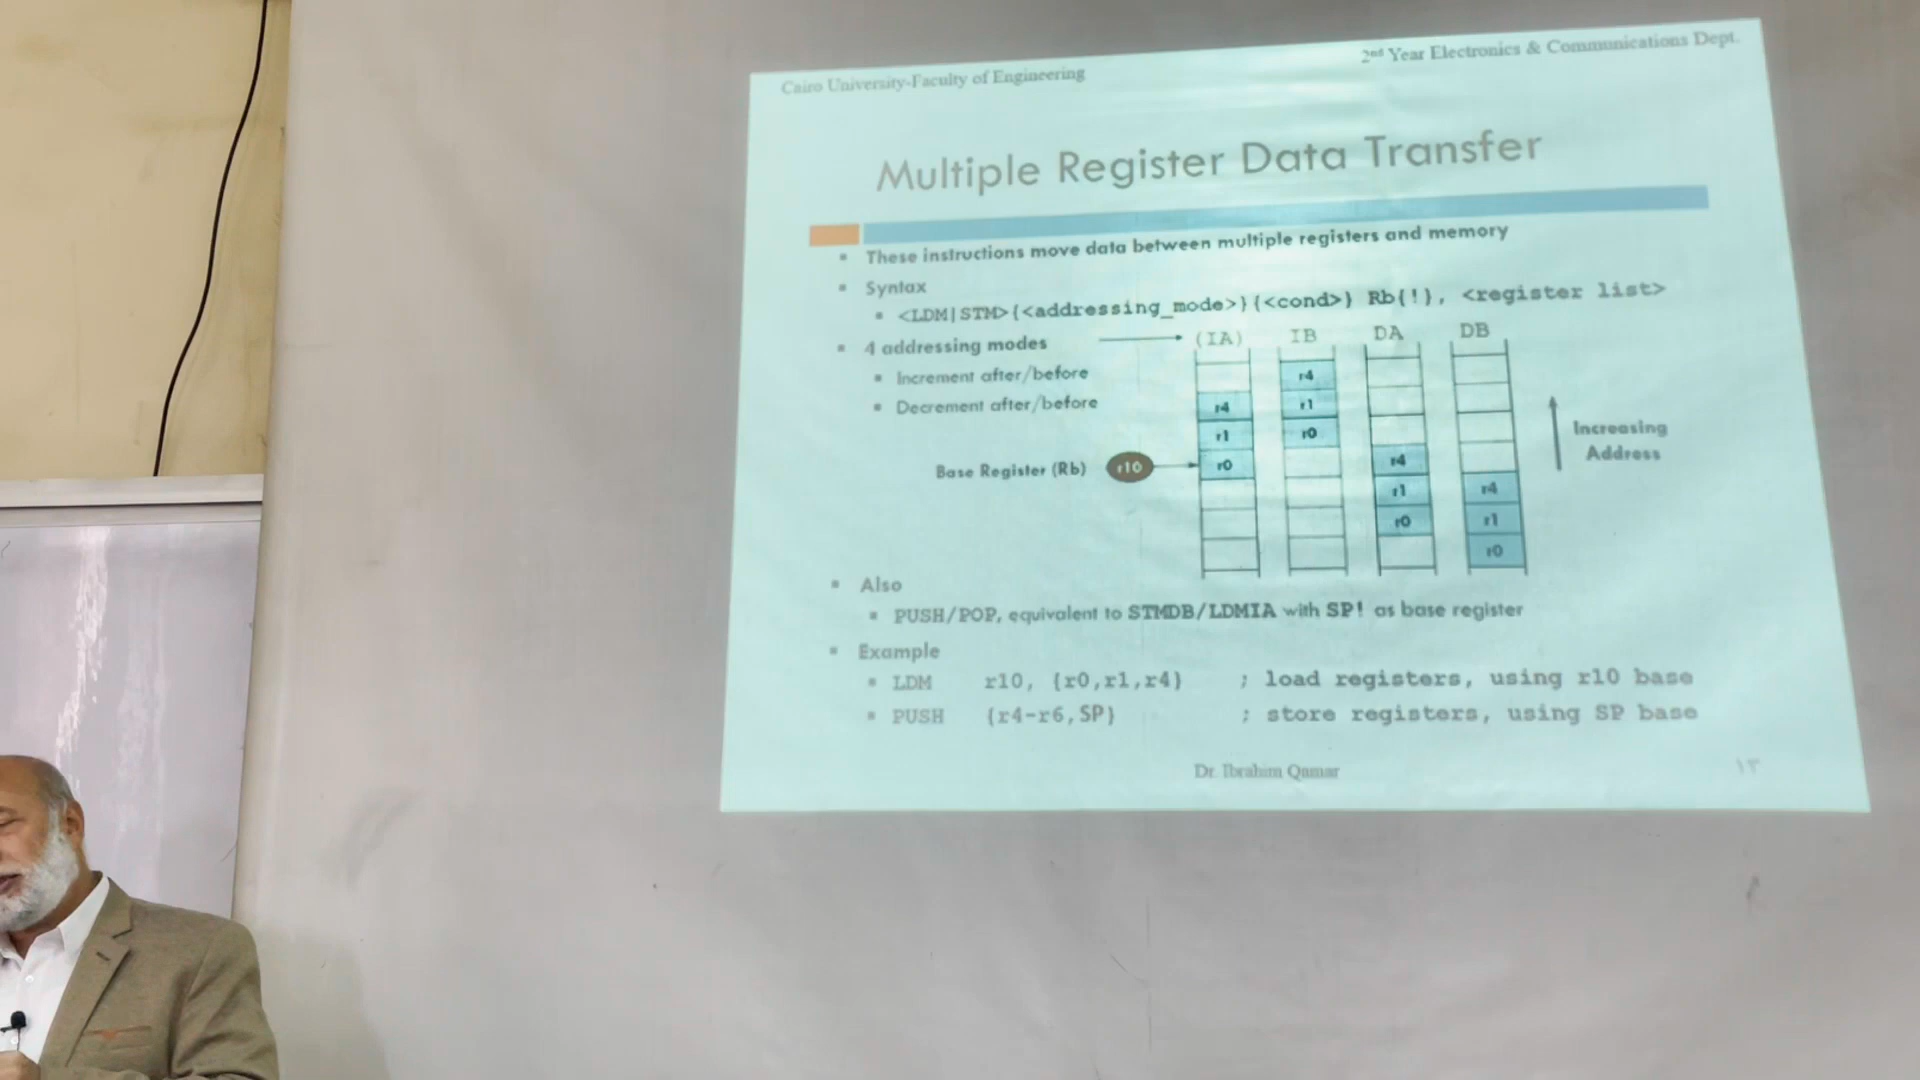 Cairo University-Faculty of Engineering
2nd Year Electronics & Communications Dept.
Multiple Register Data Transfer
These instructions move data between multiple registers and memory
Syntax
<LDM|STM>{<addressing_mode>}{<cond>} Rb{!}, <register list>
4 addressing modes
(IA) IB DA DB
Increment after/before
Decrement after/before
r4
r1
r0
r4
r1
r0
r4
r1
r0
r4
r1
r0
Increasing
Address
Base Register (Rb) r10
Also
PUSH/POP, equivalent to STMDB/LDMIA with SP! as base register
Example
LDM r10, {r0,r1,r4} ; load registers, using r10 base
PUSH {r4-r6,SP} ; store registers, using SP base
Dr. Ibrahim Qamar
١٣